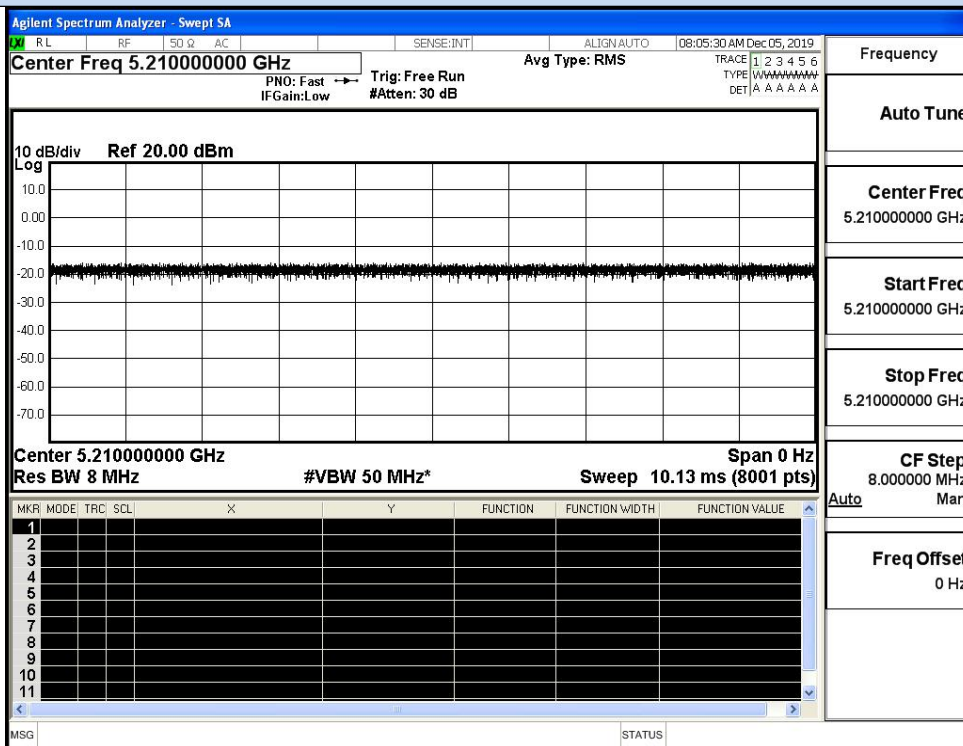 Agilent Spectrum Analyzer - Swept SA
LXI RL RF 50 Ω AC SENSE:INT ALIGN AUTO 08:05:30 AM Dec 05, 2019
Center Freq 5.210000000 GHz
PNO: Fast
IFGain:Low
Trig: Free Run
#Atten: 30 dB
Avg Type: RMS
TRACE 1 2 3 4 5 6
TYPE
DET A A A A A A
10 dB/div Ref 20.00 dBm
Log
10.0
0.00
-10.0
-20.0
-30.0
-40.0
-50.0
-60.0
-70.0
Center 5.210000000 GHz Span 0 Hz
Res BW 8 MHz #VBW 50 MHz* Sweep 10.13 ms (8001 pts)
MKR MODE TRC SCL X Y FUNCTION FUNCTION WIDTH FUNCTION VALUE
1
2
3
4
5
6
7
8
9
10
11
MSG STATUS
Frequency
Auto Tune
Center Freq
5.210000000 GHz
Start Freq
5.210000000 GHz
Stop Freq
5.210000000 GHz
CF Step
8.000000 MHz
Auto Man
Freq Offset
0 Hz